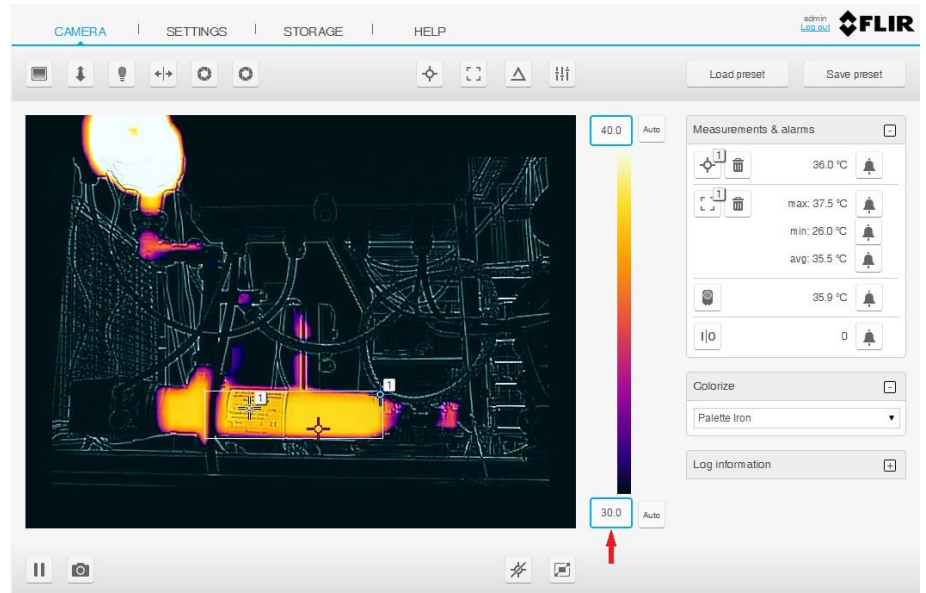 CAMERA SETTINGS STORAGE HELP
admin
Log out
FLIR
Load preset Save preset
40.0 Auto
Measurements & alarms
1 36.0 °C
1 max: 37.5 °C
min: 26.0 °C
avg: 35.5 °C
35.9 °C
I|O 0
1
1
Colorize
Palette Iron
Log information
30.0 Auto